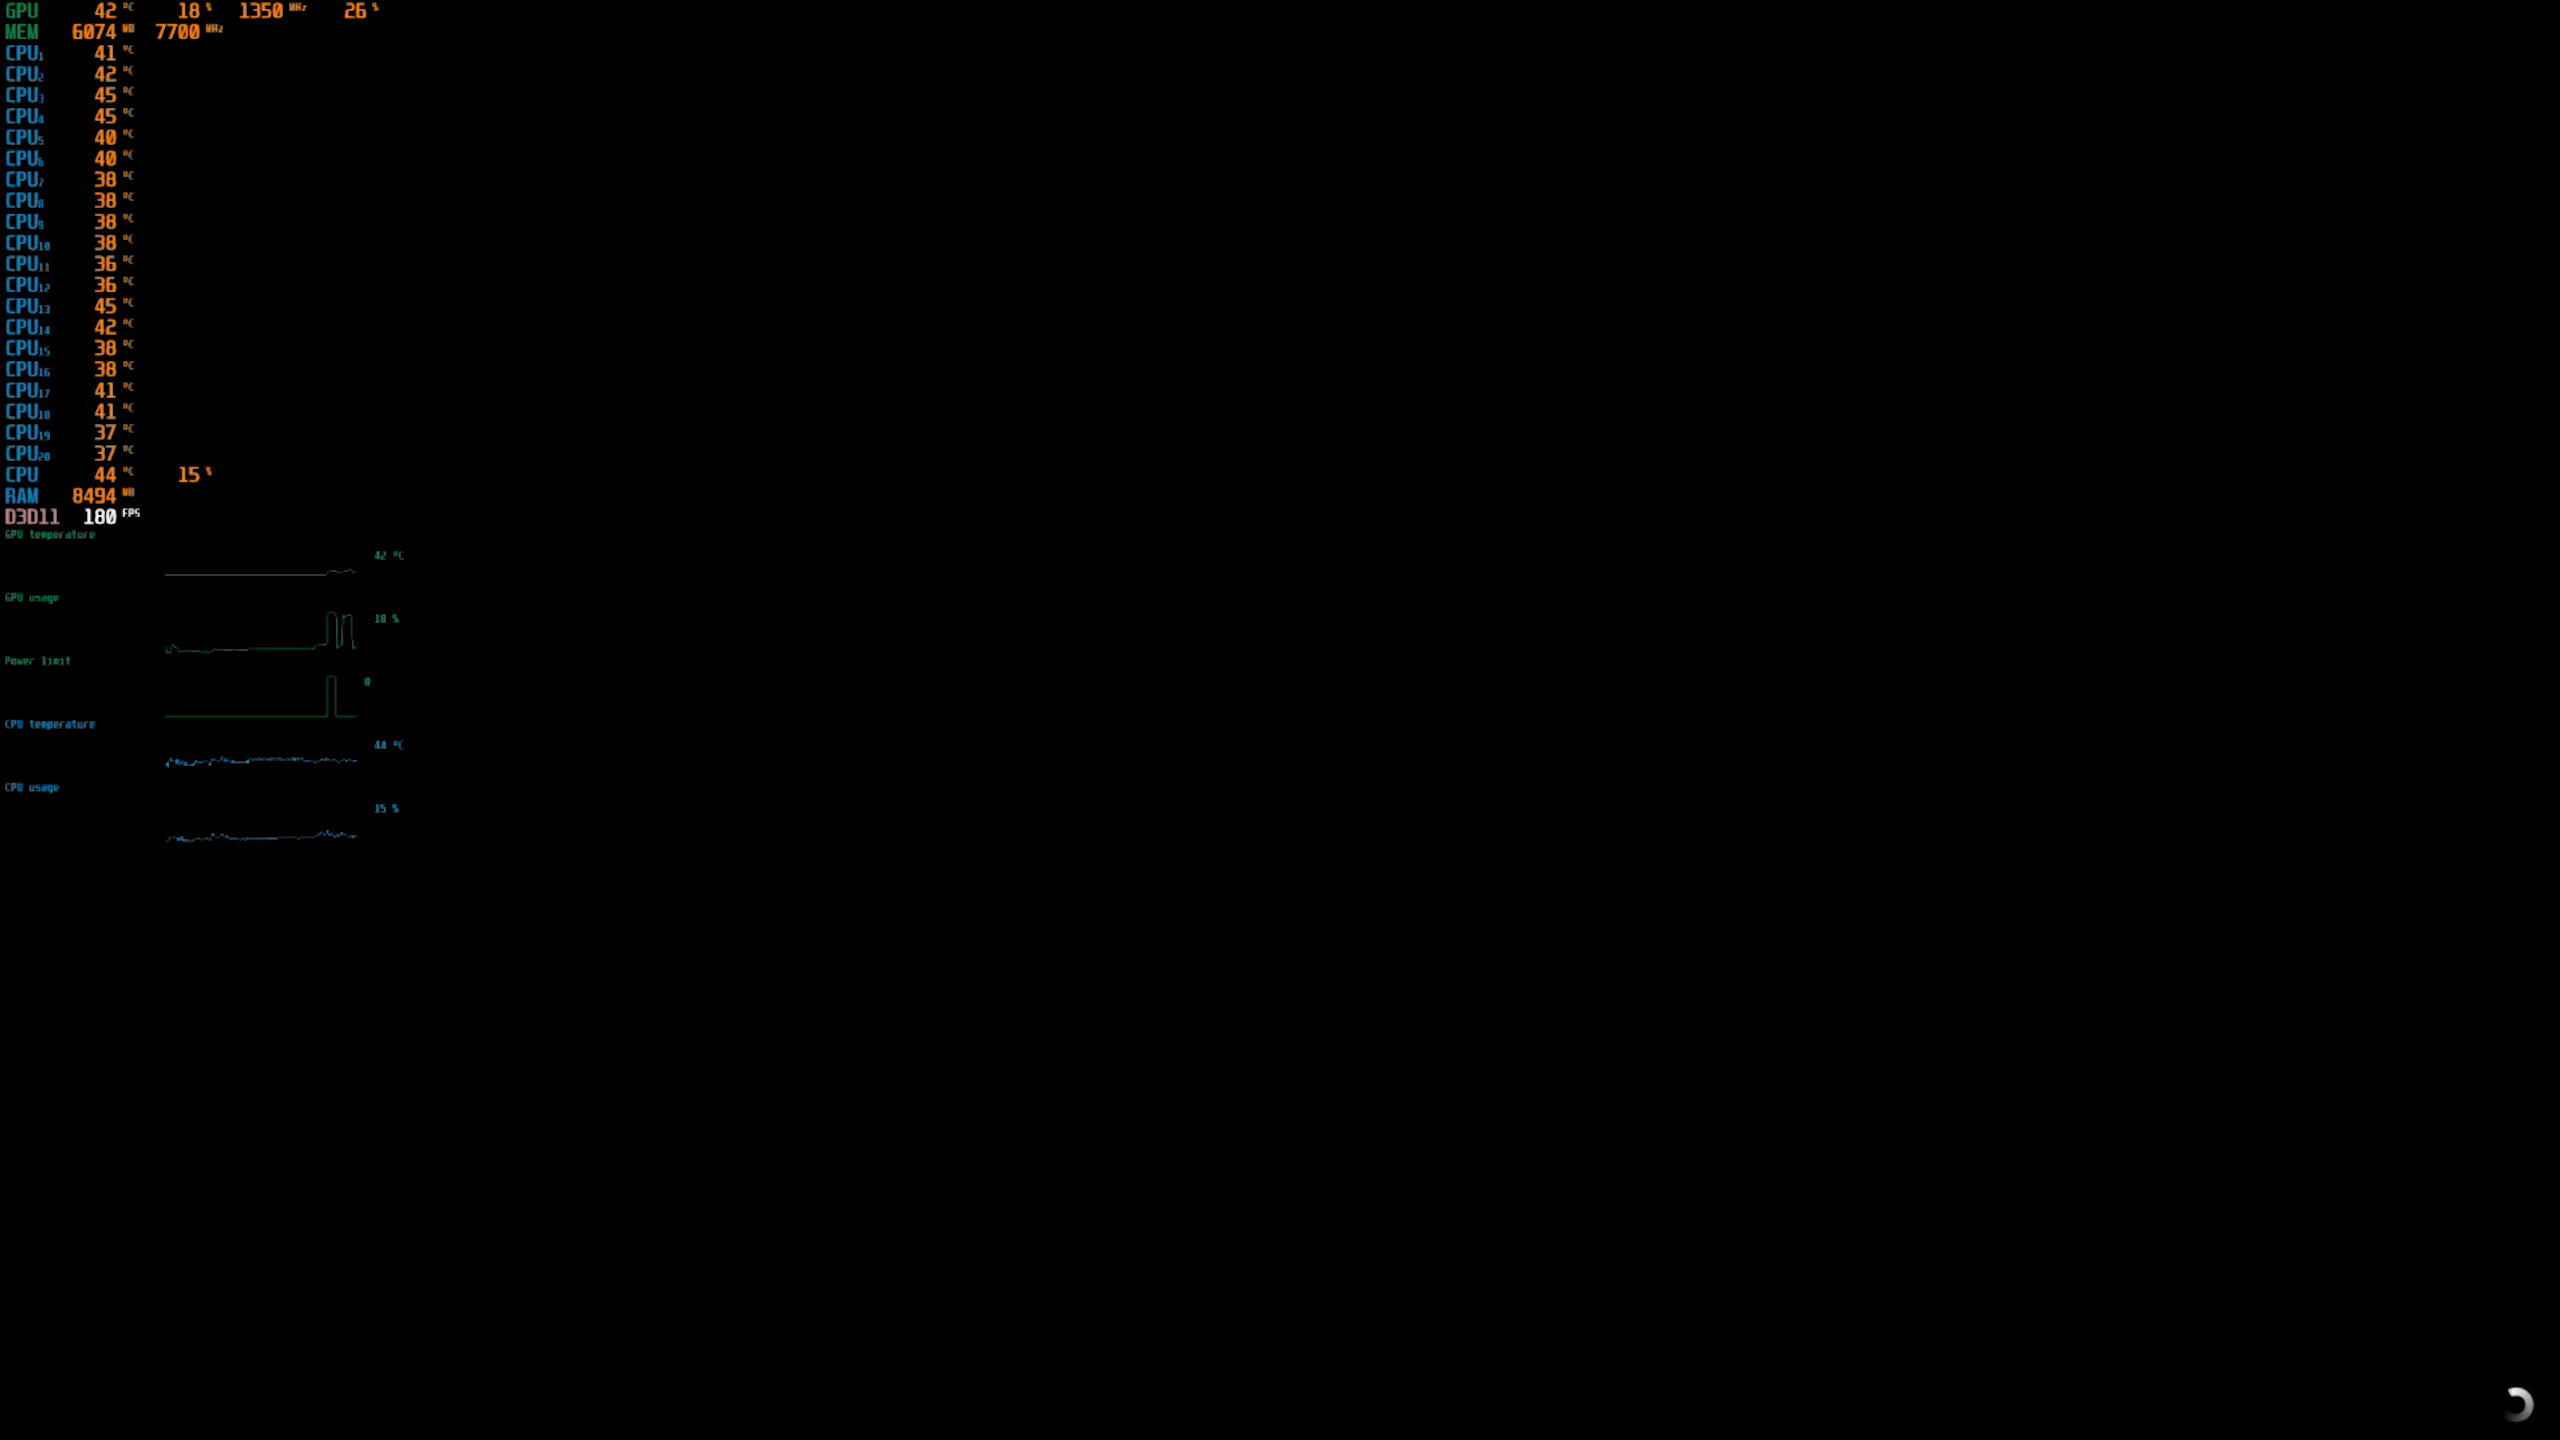 GPU 42 °C 18 % 1350 MHz 26 %
MEM 6074 MB 7700 MHz
CPU1 41 °C
CPU2 42 °C
CPU3 45 °C
CPU4 45 °C
CPU5 40 °C
CPU6 40 °C
CPU7 38 °C
CPU8 38 °C
CPU9 38 °C
CPU10 38 °C
CPU11 36 °C
CPU12 36 °C
CPU13 45 °C
CPU14 42 °C
CPU15 38 °C
CPU16 38 °C
CPU17 41 °C
CPU18 41 °C
CPU19 37 °C
CPU20 37 °C
CPU 44 °C 15 %
RAM 8494 MB
D3D11 180 FPS
GPU temperature
42 °C
GPU usage
18 %
Power limit
0
CPU temperature
44 °C
CPU usage
15 %